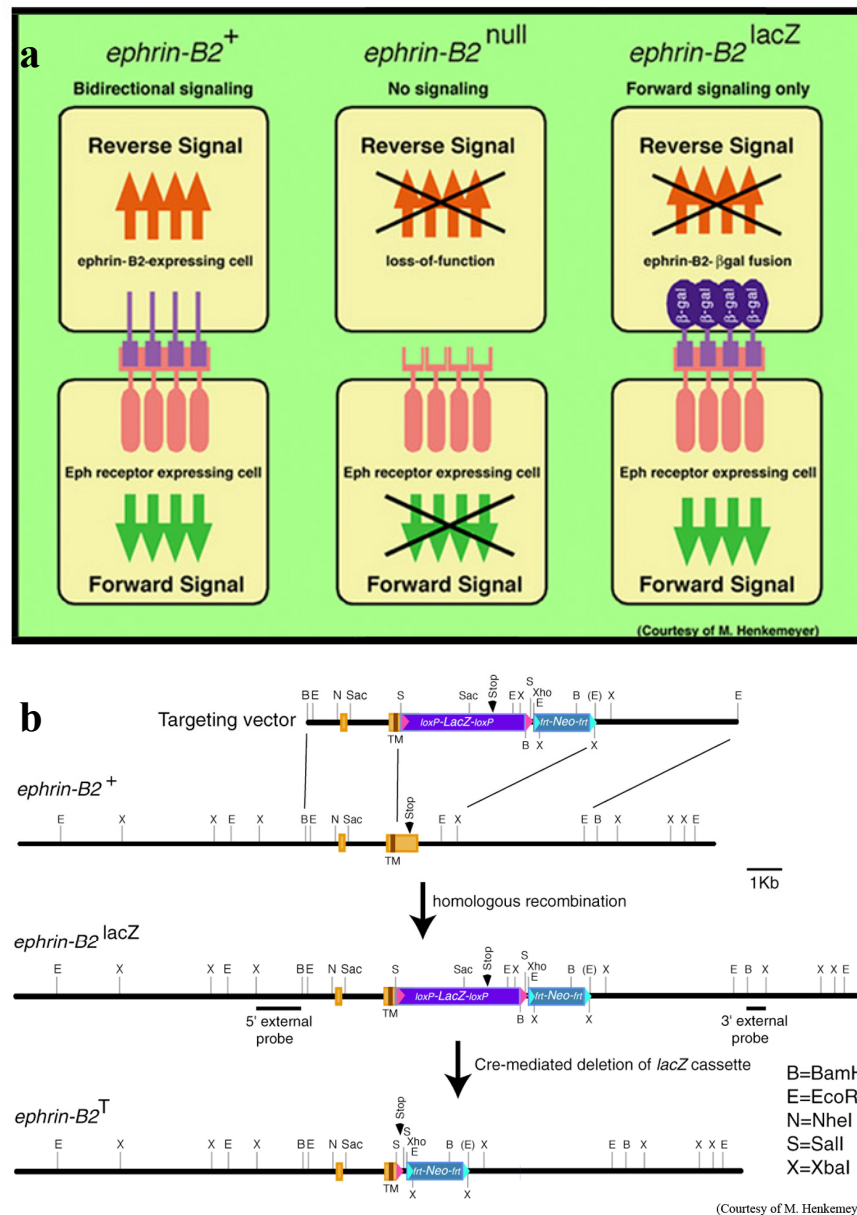 a
ephrin-B2+ ephrin-B2null ephrin-B2lacZ
Bidirectional signaling No signaling Forward signaling only
Reverse Signal Reverse Signal Reverse Signal
ephrin-B2-expressing cell loss-of-function ephrin-B2-βgal fusion
β-gal β-gal β-gal β-gal
Eph receptor expressing cell Eph receptor expressing cell Eph receptor expressing cell
Forward Signal Forward Signal Forward Signal
(Courtesy of M. Henkemeyer)
b
B E N Sac S Sac Stop E X S Xho E B (E) X E
Targeting vector loxP-LacZ-loxP frt-Neo-frt
TM B X X
ephrin-B2+
E X X E X B E N Sac Stop E X E B X X X E
TM
1Kb
homologous recombination
ephrin-B2lacZ
E X X E X B E N Sac S Sac Stop E X S Xho E B (E) X E B X X X E
loxP-LacZ-loxP frt-Neo-frt
5' external probe TM B X X 3' external probe
Cre-mediated deletion of lacZ cassette
ephrin-B2T
E X X E X B E N Sac S Stop S Xho E B (E) X E B X X X E
frt-Neo-frt
TM X X
B=BamH
E=EcoR
N=NheI
S=SalI
X=XbaI
(Courtesy of M. Henkemey